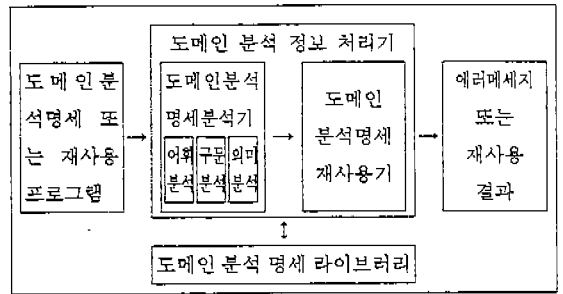 도메인 분석 정보 처리기
도메인분
석명세 또
는 재사용
프로그램
도메인분석
명세분석기
어휘 구문 의미
분석 분석 분석
도메인
분석명세
재사용기
에러메세지
또는
재사용
결과
도메인 분석 명세 라이브러리